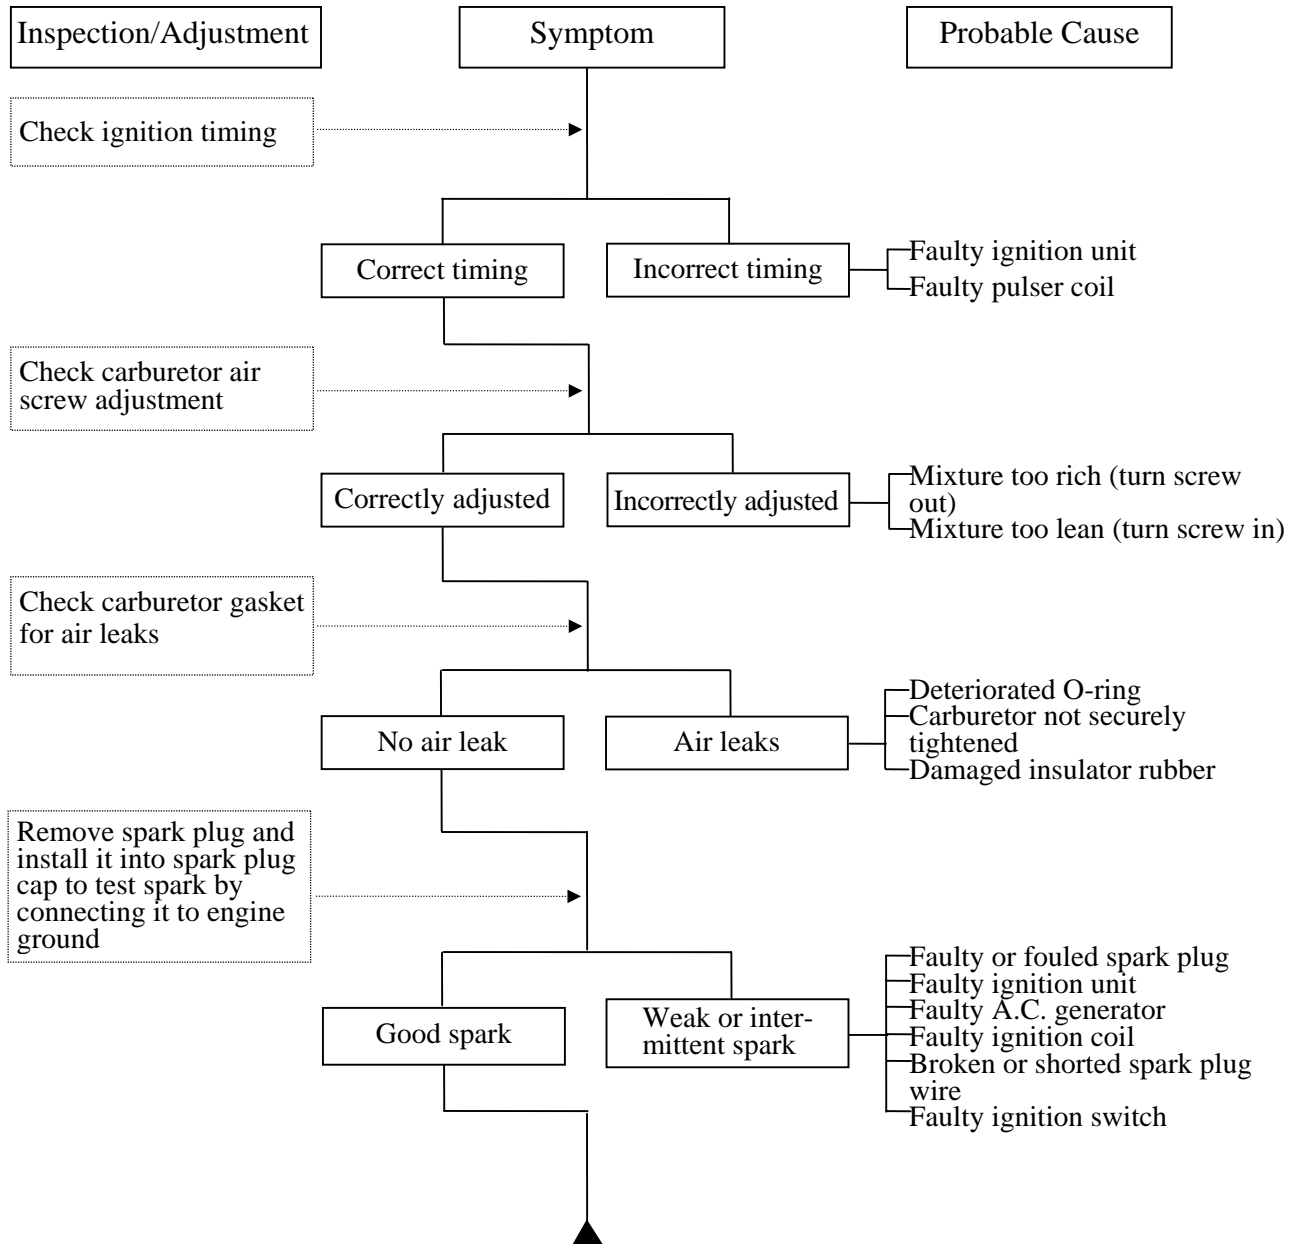 Inspection/Adjustment
Symptom
Probable Cause
Check ignition timing
Correct timing
Incorrect timing
Faulty ignition unit
Faulty pulser coil
Check carburetor air
screw adjustment
Correctly adjusted
Incorrectly adjusted
Mixture too rich (turn screw
out)
Mixture too lean (turn screw in)
Check carburetor gasket
for air leaks
No air leak
Air leaks
Deteriorated O-ring
Carburetor not securely
tightened
Damaged insulator rubber
Remove spark plug and
install it into spark plug
cap to test spark by
connecting it to engine
ground
Good spark
Weak or inter-
mittent spark
Faulty or fouled spark plug
Faulty ignition unit
Faulty A.C. generator
Faulty ignition coil
Broken or shorted spark plug
wire
Faulty ignition switch